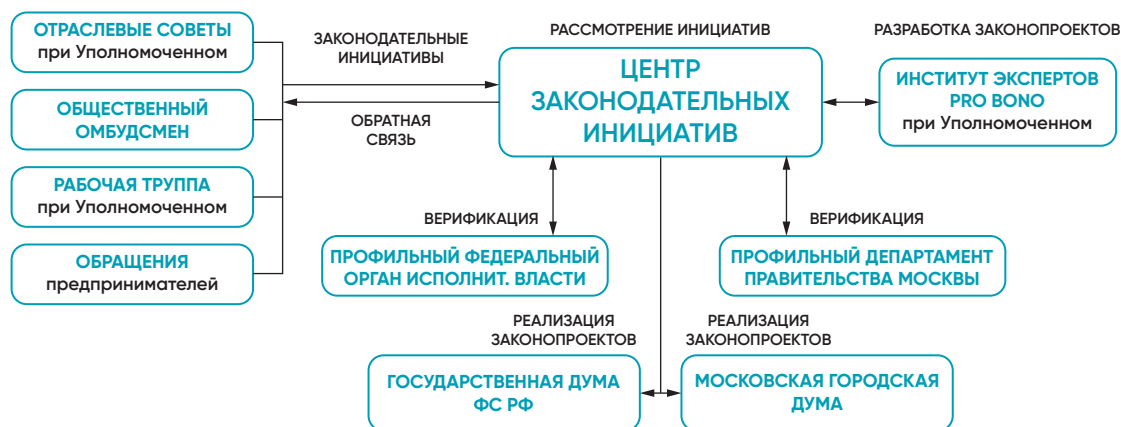 ОТРАСЛЕВЫЕ СОВЕТЫ
при Уполномоченном
ОБЩЕСТВЕННЫЙ
ОМБУДСМЕН
РАБОЧАЯ ТРУППА
при Уполномоченном
ОБРАЩЕНИЯ
предпринимателей
ЗАКОНОДАТЕЛЬНЫЕ
ИНИЦИАТИВЫ
ОБРАТНАЯ
СВЯЗЬ
РАССМОТРЕНИЕ ИНИЦИАТИВ
ЦЕНТР
ЗАКОНОДАТЕЛЬНЫХ
ИНИЦИАТИВ
РАЗРАБОТКА ЗАКОНОПРОЕКТОВ
ИНСТИТУТ ЭКСПЕРТОВ
PRO BONO
при Уполномоченном
ВЕРИФИКАЦИЯ
ПРОФИЛЬНЫЙ ФЕДЕРАЛЬНЫЙ
ОРГАН ИСПОЛНИТ. ВЛАСТИ
ВЕРИФИКАЦИЯ
ПРОФИЛЬНЫЙ ДЕПАРТАМЕНТ
ПРАВИТЕЛЬСТВА МОСКВЫ
РЕАЛИЗАЦИЯ
ЗАКОНОПРОЕКТОВ
ГОСУДАРСТВЕННАЯ ДУМА
ФС РФ
РЕАЛИЗАЦИЯ
ЗАКОНОПРОЕКТОВ
МОСКОВСКАЯ ГОРОДСКАЯ
ДУМА